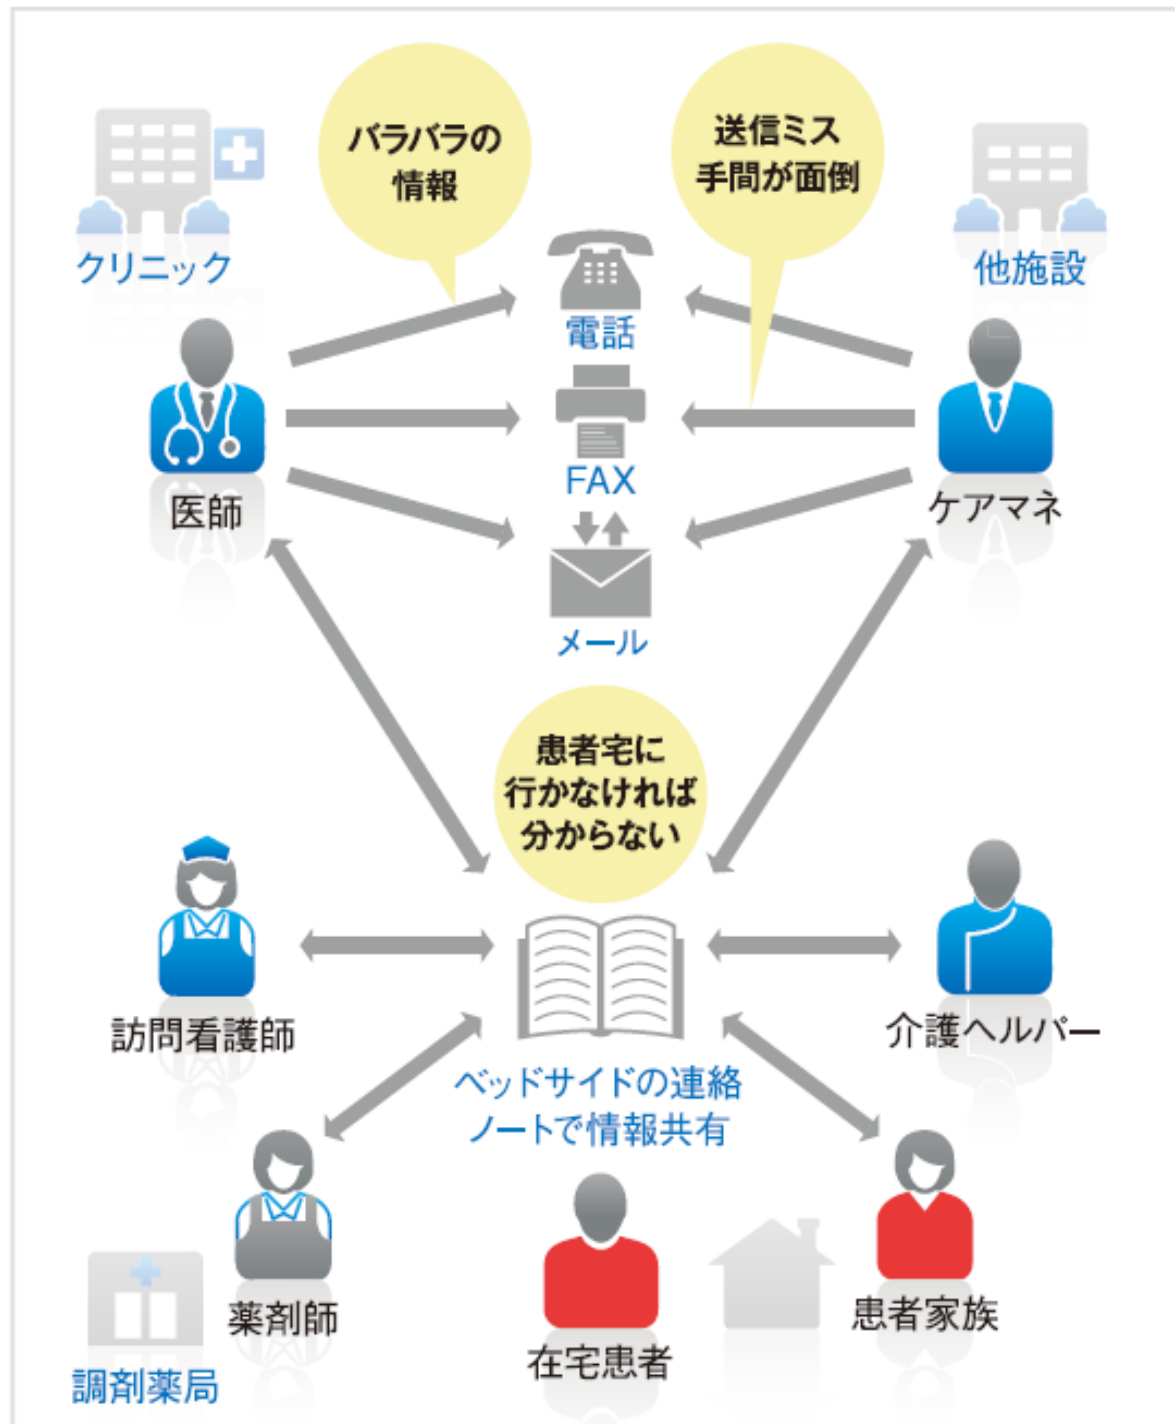 バラバラの
情報
送信ミス
手間が面倒
クリニック
他施設
電話
医師
FAX
ケアマネ
メール
患者宅に
行かなければ
分からない
訪問看護師
介護ヘルパー
ベッドサイドの連絡
ノートで情報共有
薬剤師
患者家族
在宅患者
調剤薬局